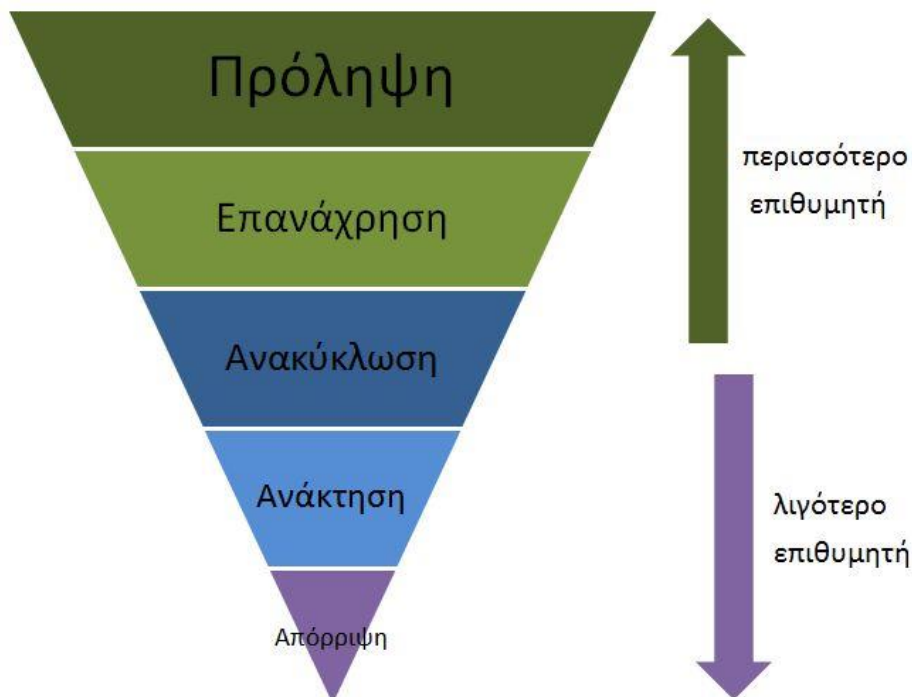 Πρόληψη
Επανάχρηση
Ανακύκλωση
Ανάκτηση
Απόρριψη
περισσότερο
επιθυμητή
λιγότερο
επιθυμητή